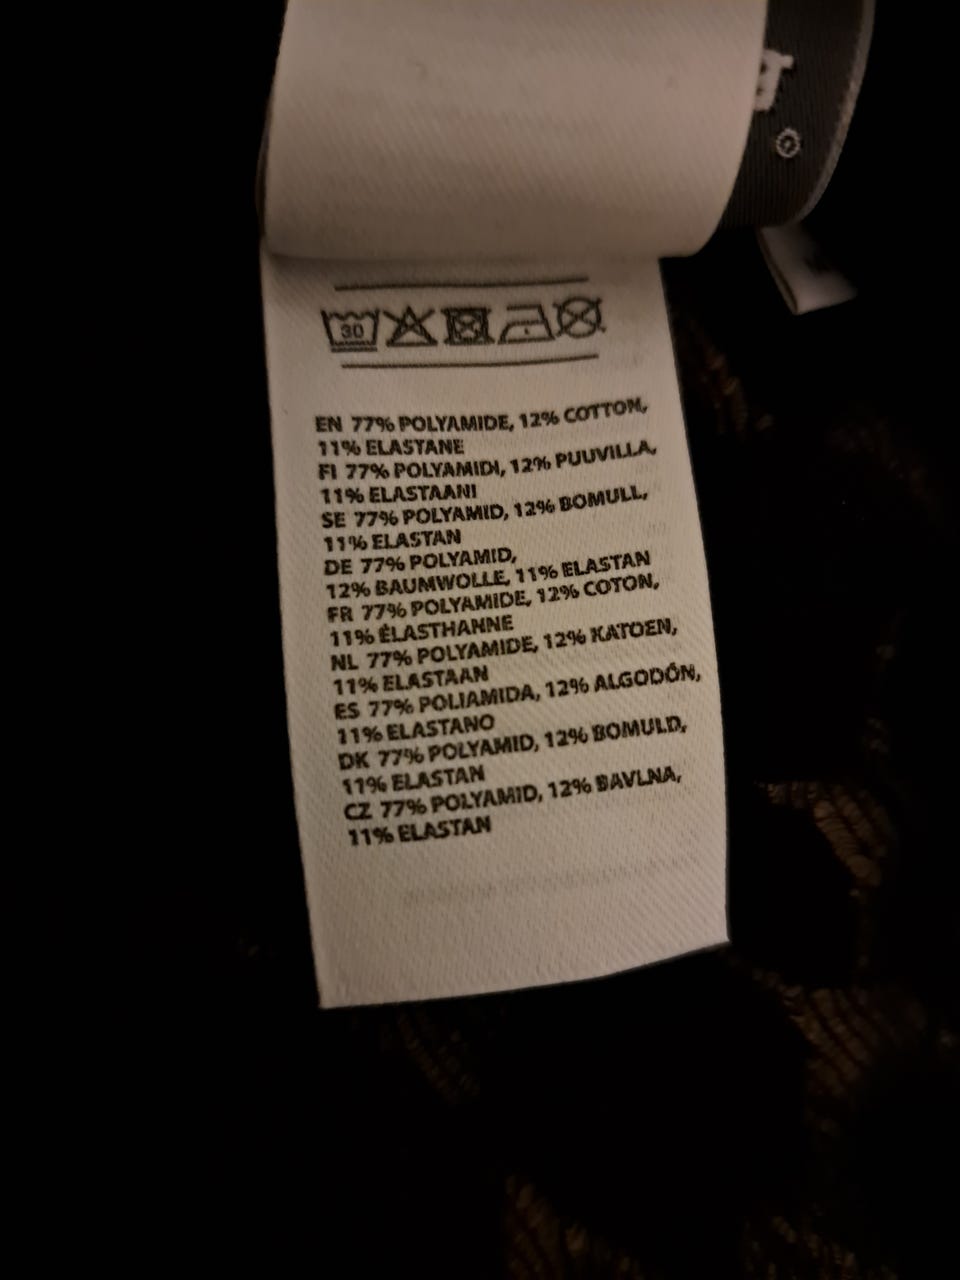 30
EN 77% POLYAMIDE, 12% COTTON,
11% ELASTANE
FI 77% POLYAMIDI, 12% PUUVILLA,
11% ELASTAANI
SE 77% POLYAMID, 12% BOMULL,
11% ELASTAN
DE 77% POLYAMID,
12% BAUMWOLLE, 11% ELASTAN
FR 77% POLYAMIDE, 12% COTON,
11% ÉLASTHANNE
NL 77% POLYAMIDE, 12% KATOEN,
11% ELASTAAN
ES 77% POLIAMIDA, 12% ALGODÓN,
11% ELASTANO
DK 77% POLYAMID, 12% BOMULD,
11% ELASTAN
CZ 77% POLYAMID, 12% BAVLNA,
11% ELASTAN